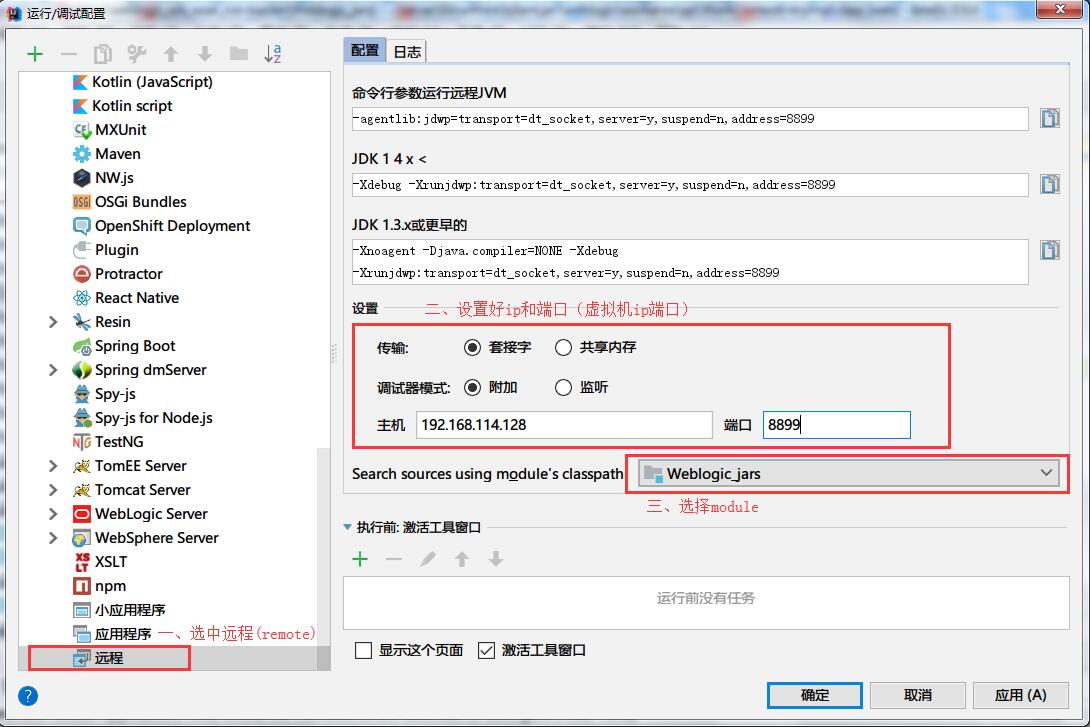 运行/调试配置
配置
日志
Kotlin (JavaScript)
Kotlin script
MXUnit
Maven
NW.js
OSGi Bundles
OpenShift Deployment
Plugin
Protractor
React Native
Resin
Spring Boot
Spring dmServer
Spy-js
Spy-js for Node.js
TestNG
TomEE Server
Tomcat Server
WebLogic Server
WebSphere Server
XSLT
npm
小应用程序
应用程序 一、选中远程(remote)
远程
命令行参数运行远程JVM
-agentlib:jdwp=transport=dt_socket,server=y,suspend=n,address=8899
JDK 1 4 x <
-Xdebug -Xrunjdwp:transport=dt_socket,server=y,suspend=n,address=8899
JDK 1.3.x或更早的
-Xnoagent -Djava.compiler=NONE -Xdebug
-Xrunjdwp:transport=dt_socket,server=y,suspend=n,address=8899
设置 二、设置好ip和端口（虚拟机ip端口）
传输: 套接字 共享内存
调试器模式: 附加 监听
主机 192.168.114.128 端口 8899
Search sources using module's classpath Weblogic_jars
三、选择module
执行前: 激活工具窗口
运行前没有任务
显示这个页面 激活工具窗口
确定 取消 应用 (A)